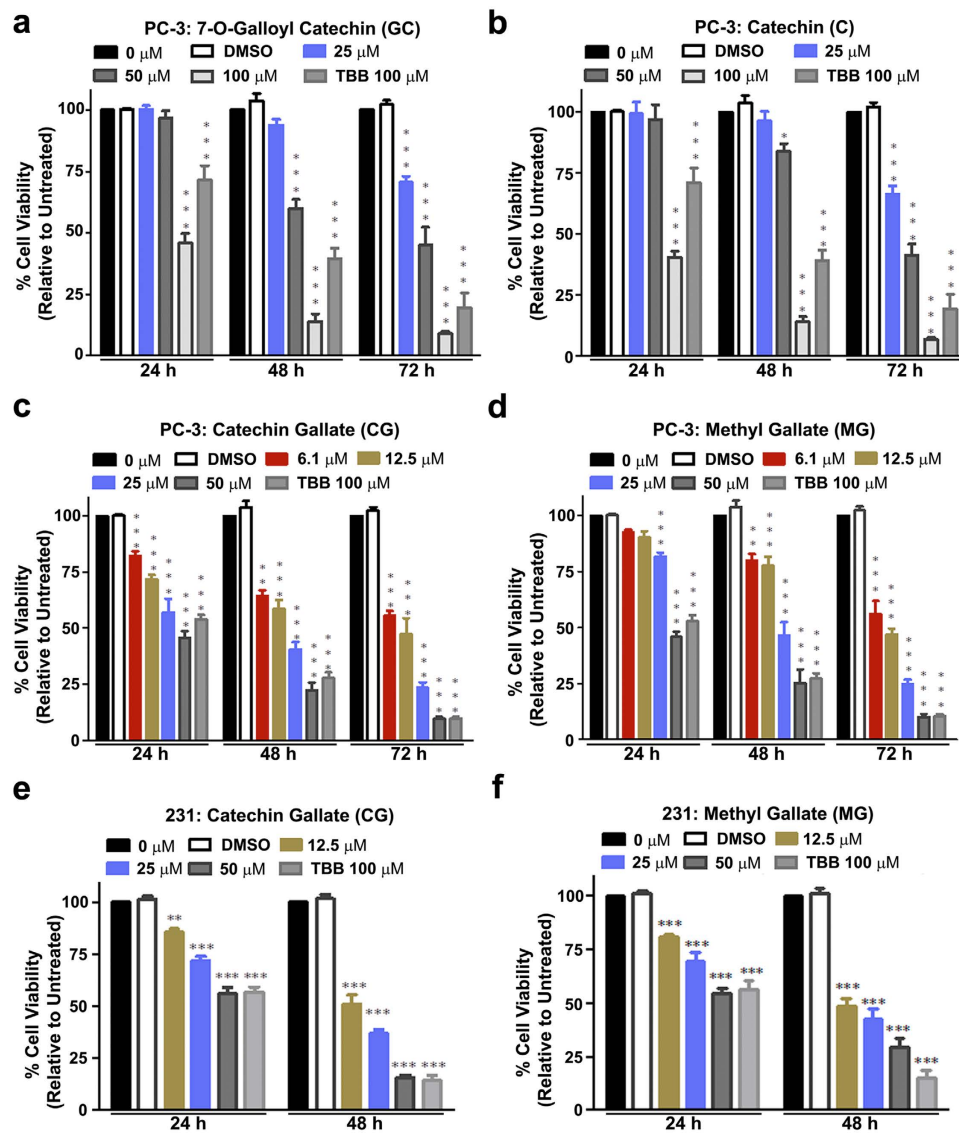 a
PC-3: 7-O-Galloyl Catechin (GC)
0 μM DMSO 25 μM
50 μM 100 μM TBB 100 μM
% Cell Viability
(Relative to Untreated)
100
75
50
25
0
***
***
***
***
***
***
***
***
***
24 h 48 h 72 h
b
PC-3: Catechin (C)
0 μM DMSO 25 μM
50 μM 100 μM TBB 100 μM
% Cell Viability
(Relative to Untreated)
100
75
50
25
0
***
***
*
***
***
***
***
***
***
24 h 48 h 72 h
c
PC-3: Catechin Gallate (CG)
0 μM DMSO 6.1 μM 12.5 μM
25 μM 50 μM TBB 100 μM
% Cell Viability
(Relative to Untreated)
100
75
50
25
0
**
***
**
***
***
**
***
***
***
***
***
***
***
***
***
24 h 48 h 72 h
d
PC-3: Methyl Gallate (MG)
0 μM DMSO 6.1 μM 12.5 μM
25 μM 50 μM TBB 100 μM
% Cell Viability
(Relative to Untreated)
100
75
50
25
0
***
***
***
**
***
***
***
***
**
***
***
***
***
24 h 48 h 72 h
e
231: Catechin Gallate (CG)
0 μM DMSO 12.5 μM
25 μM 50 μM TBB 100 μM
% Cell Viability
(Relative to Untreated)
100
75
50
25
0
** *** *** ***
*** *** *** ***
24 h 48 h
f
231: Methyl Gallate (MG)
0 μM DMSO 12.5 μM
25 μM 50 μM TBB 100 μM
% Cell Viability
(Relative to Untreated)
100
75
50
25
0
*** *** *** ***
*** *** *** ***
24 h 48 h